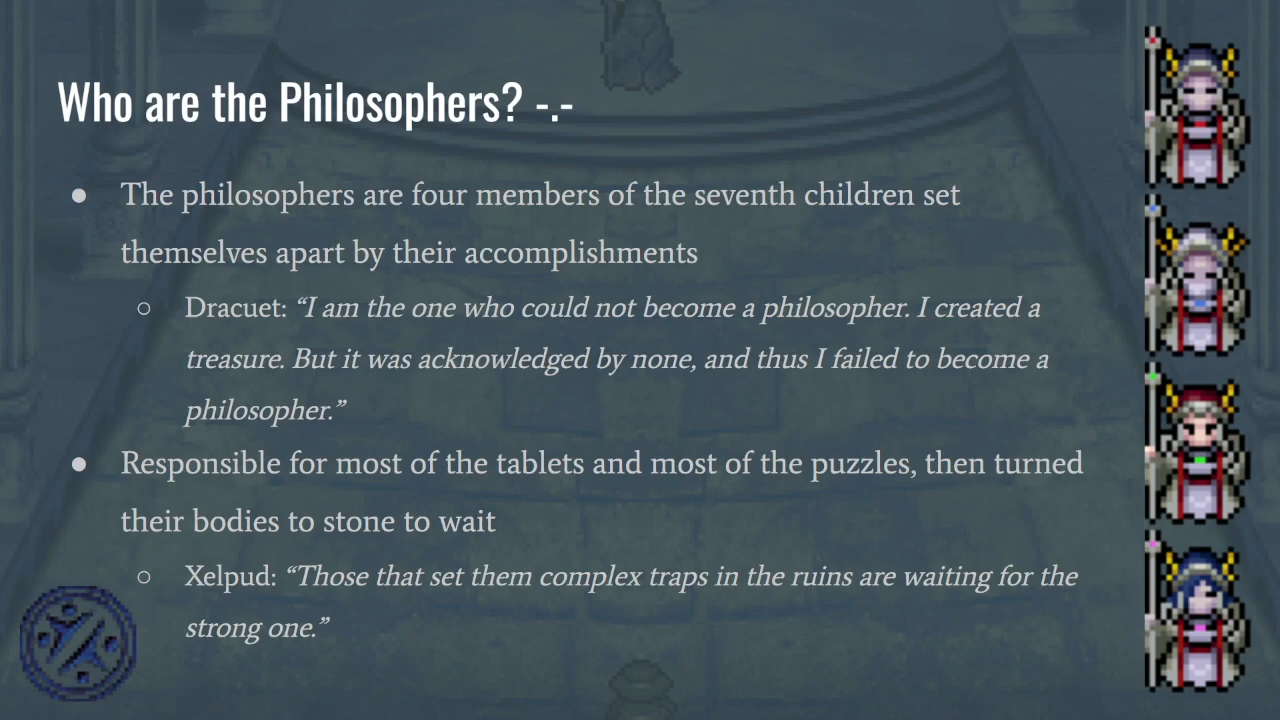 Who are the Philosophers? -.-
● The philosophers are four members of the seventh children set
themselves apart by their accomplishments
○ Dracuet: “I am the one who could not become a philosopher. I created a
treasure. But it was acknowledged by none, and thus I failed to become a
philosopher.”
● Responsible for most of the tablets and most of the puzzles, then turned
their bodies to stone to wait
○ Xelpud: “Those that set them complex traps in the ruins are waiting for the
strong one.”